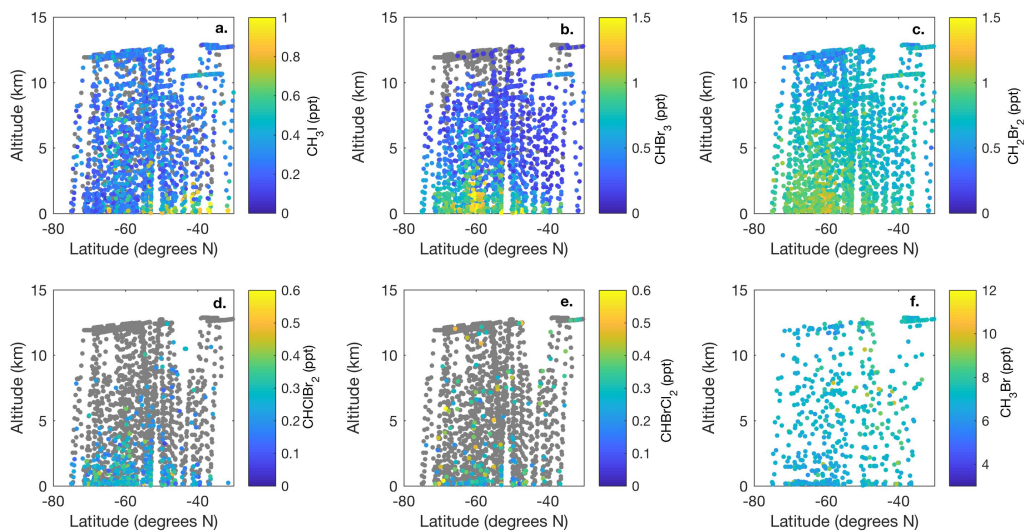 a.
15
10
5
0
Altitude (km)
-80 -60 -40
Latitude (degrees N)
1
0.8
0.6
0.4
0.2
0
CH3I (ppt)
b.
15
10
5
0
Altitude (km)
-80 -60 -40
Latitude (degrees N)
1.5
1
0.5
0
CHBr3 (ppt)
c.
15
10
5
0
Altitude (km)
-80 -60 -40
Latitude (degrees N)
1.5
1
0.5
0
CH2Br2 (ppt)
d.
15
10
5
0
Altitude (km)
-80 -60 -40
Latitude (degrees N)
0.6
0.5
0.4
0.3
0.2
0.1
0
CHClBr2 (ppt)
e.
15
10
5
0
Altitude (km)
-80 -60 -40
Latitude (degrees N)
0.6
0.5
0.4
0.3
0.2
0.1
0
CHBrCl2 (ppt)
f.
15
10
5
0
Altitude (km)
-80 -60 -40
Latitude (degrees N)
12
10
8
6
4
CH3Br (ppt)